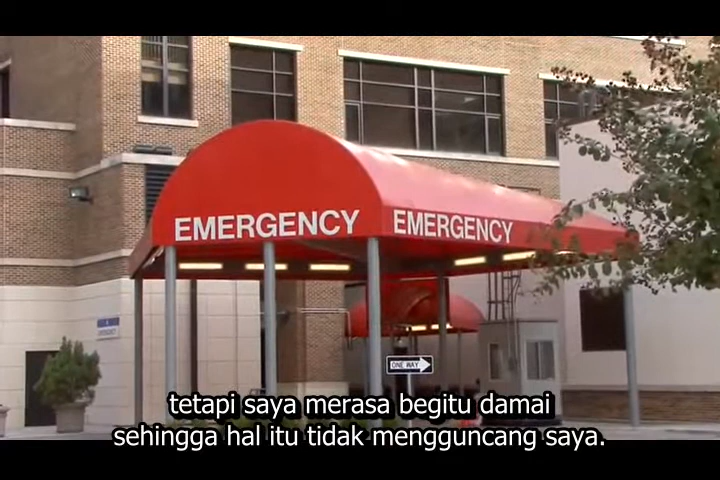 EMERGENCY
EMERGENCY
ONE WAY
tetapi saya merasa begitu damai
sehingga hal itu tidak mengguncang saya.